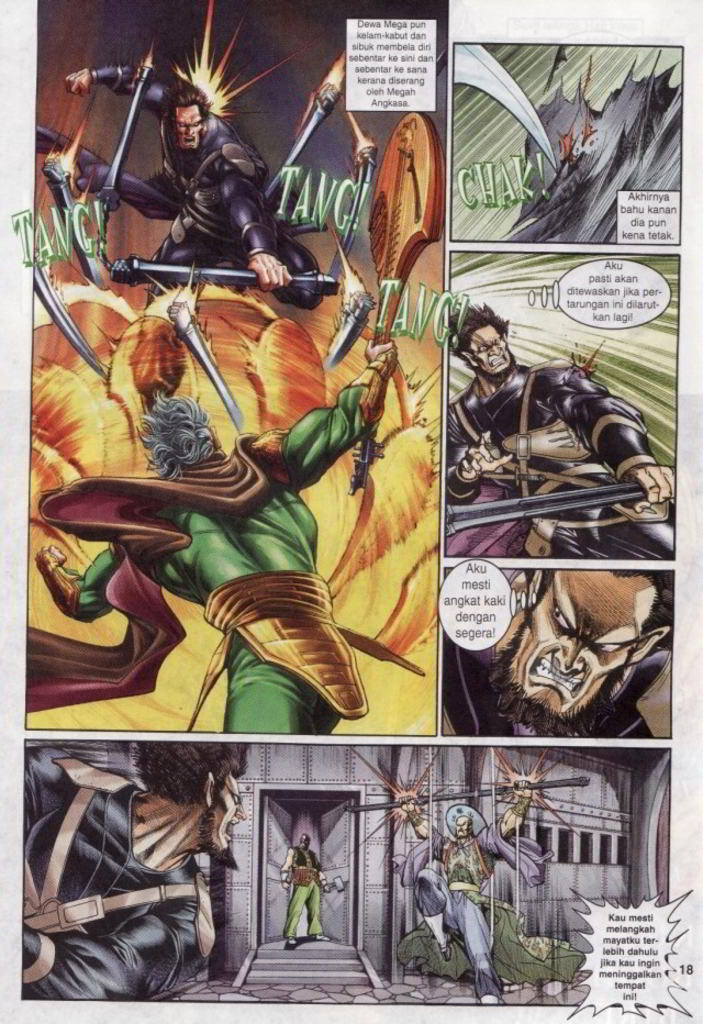 Dewa Mega pun
kelam-kabut dan
sibuk membela diri
sebentar ke sini dan
sebentar ke sana
kerana diserang
oleh Megah
Angkasa.
TANG!
TANG!
TANG!
CHAK!
Akhirnya
bahu kanan
dia pun
kena tetak.
Aku
pasti akan
ditewaskan jika per-
tarungan ini dilarut-
kan lagi!
Aku
mesti
angkat kaki
dengan
segera!
Kau mesti
melangkah
mayatku ter-
lebih dahulu
jika kau ingin
meninggalkan
tempat
ini!
18